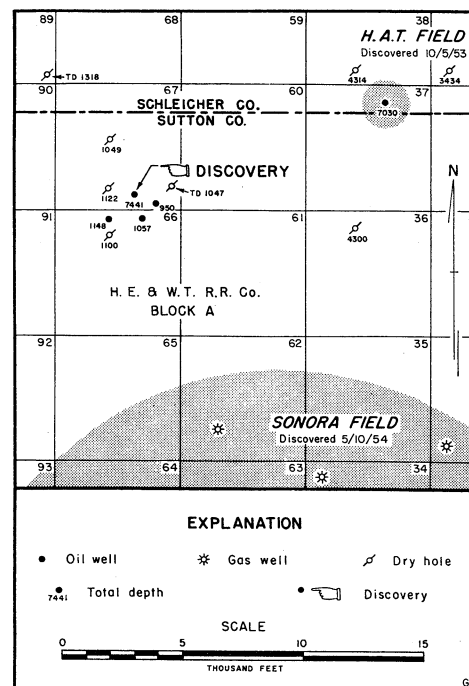 89 68 59 38
H.A.T. FIELD
Discovered 10/5/53
TD 1318
4314
3434
90 67 60 37
SCHLEICHER CO.
SUTTON CO.
7030
1049
DISCOVERY
N
1122
7441
950
TD 1047
91 66 61 36
1148
1057
1100
4300
H. E. & W. T. R.R. Co.
BLOCK A
92 65 62 35
SONORA FIELD
Discovered 5/10/54
93 64 63 34
EXPLANATION
Oil well Gas well Dry hole
7441 Total depth Discovery
SCALE
0 5 10 15
THOUSAND FEET
G